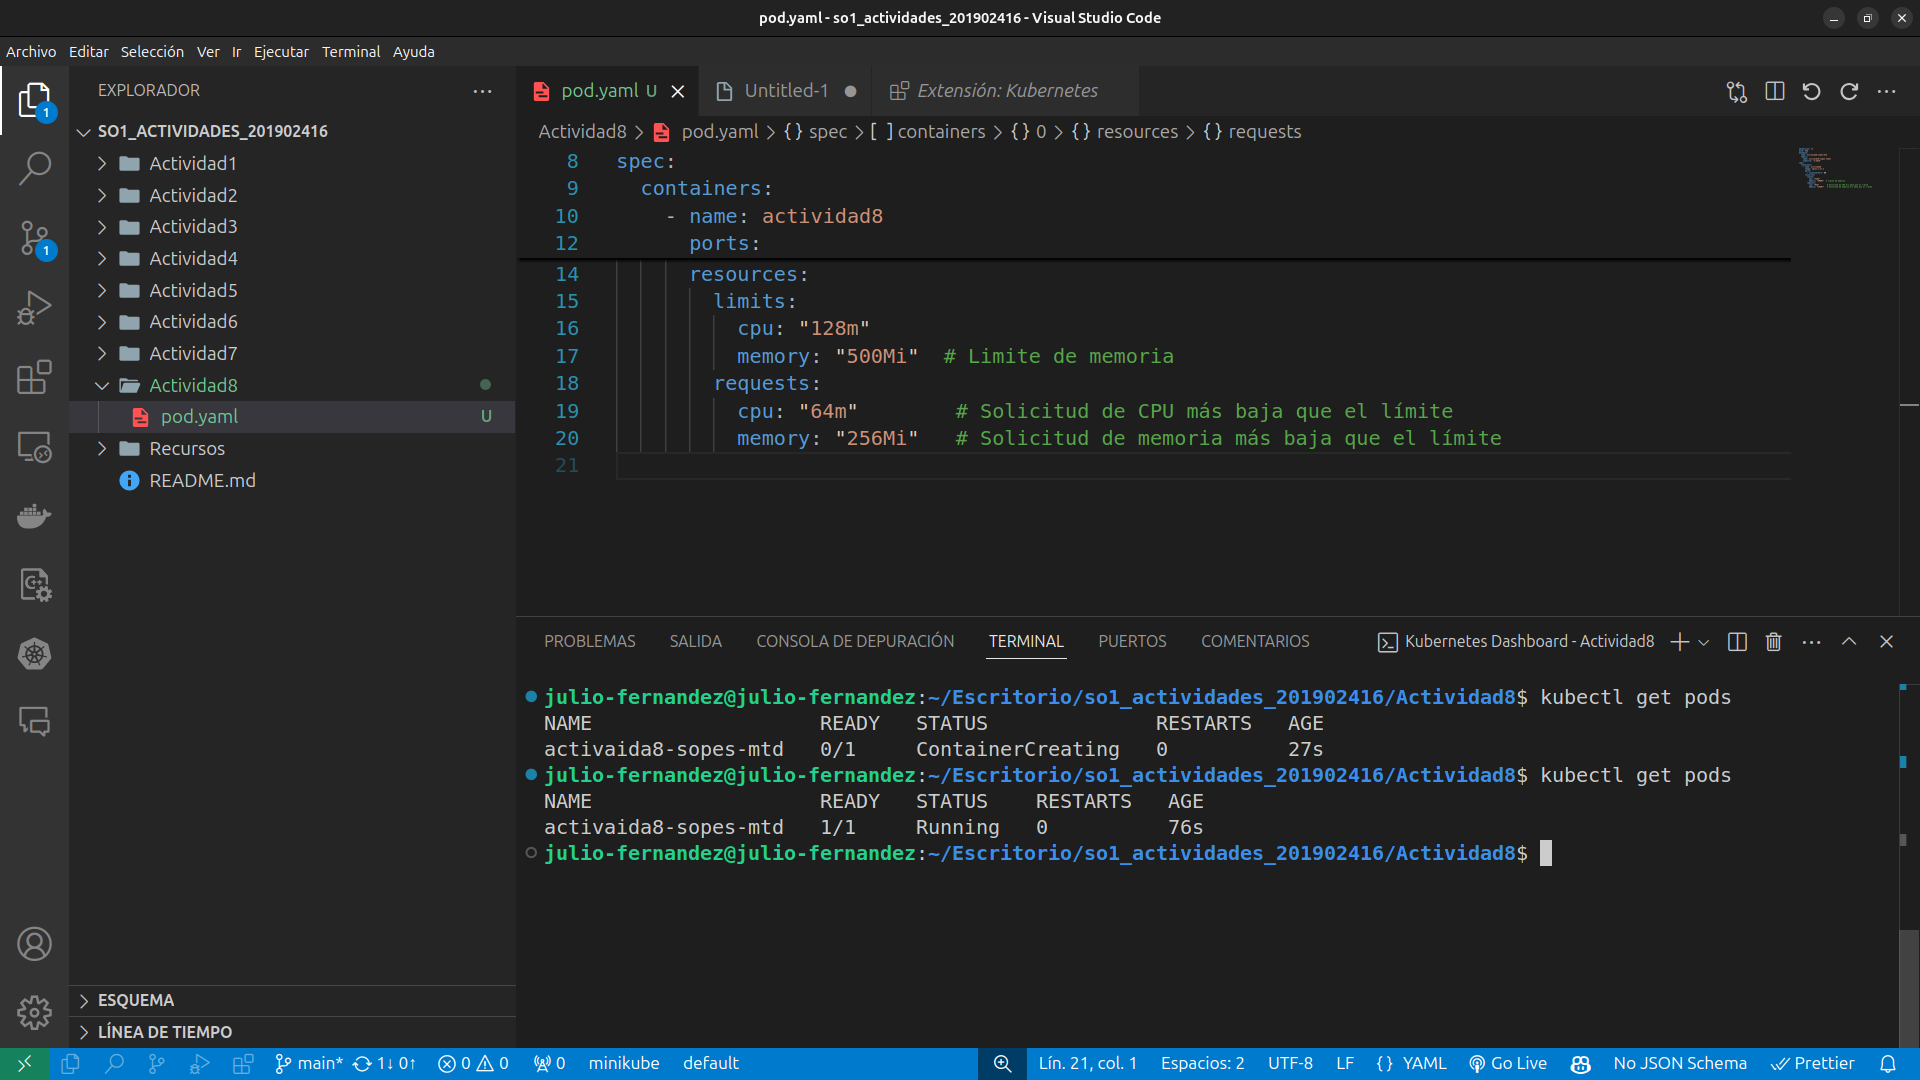 pod.yaml - so1_actividades_201902416 - Visual Studio Code
Archivo Editar Selección Ver Ir Ejecutar Terminal Ayuda
EXPLORADOR
SO1_ACTIVIDADES_201902416
Actividad1
Actividad2
Actividad3
Actividad4
Actividad5
Actividad6
Actividad7
Actividad8
pod.yaml U
Recursos
README.md
ESQUEMA
LÍNEA DE TIEMPO
1
1
pod.yaml U
Untitled-1
Extensión: Kubernetes
Actividad8 > pod.yaml > {} spec > [ ] containers > {} 0 > {} resources > {} requests
8 spec:
9 containers:
10 - name: actividad8
12 ports:
14 resources:
15 limits:
16 cpu: "128m"
17 memory: "500Mi" # Limite de memoria
18 requests:
19 cpu: "64m" # Solicitud de CPU más baja que el límite
20 memory: "256Mi" # Solicitud de memoria más baja que el límite
21
PROBLEMAS SALIDA CONSOLA DE DEPURACIÓN TERMINAL PUERTOS COMENTARIOS
Kubernetes Dashboard - Actividad8
julio-fernandez@julio-fernandez:~/Escritorio/so1_actividades_201902416/Actividad8$ kubectl get pods
NAME READY STATUS RESTARTS AGE
activaida8-sopes-mtd 0/1 ContainerCreating 0 27s
julio-fernandez@julio-fernandez:~/Escritorio/so1_actividades_201902416/Actividad8$ kubectl get pods
NAME READY STATUS RESTARTS AGE
activaida8-sopes-mtd 1/1 Running 0 76s
julio-fernandez@julio-fernandez:~/Escritorio/so1_actividades_201902416/Actividad8$
main* 1↓ 0↑ 0 0 0 minikube default Lín. 21, col. 1 Espacios: 2 UTF-8 LF {} YAML Go Live No JSON Schema Prettier